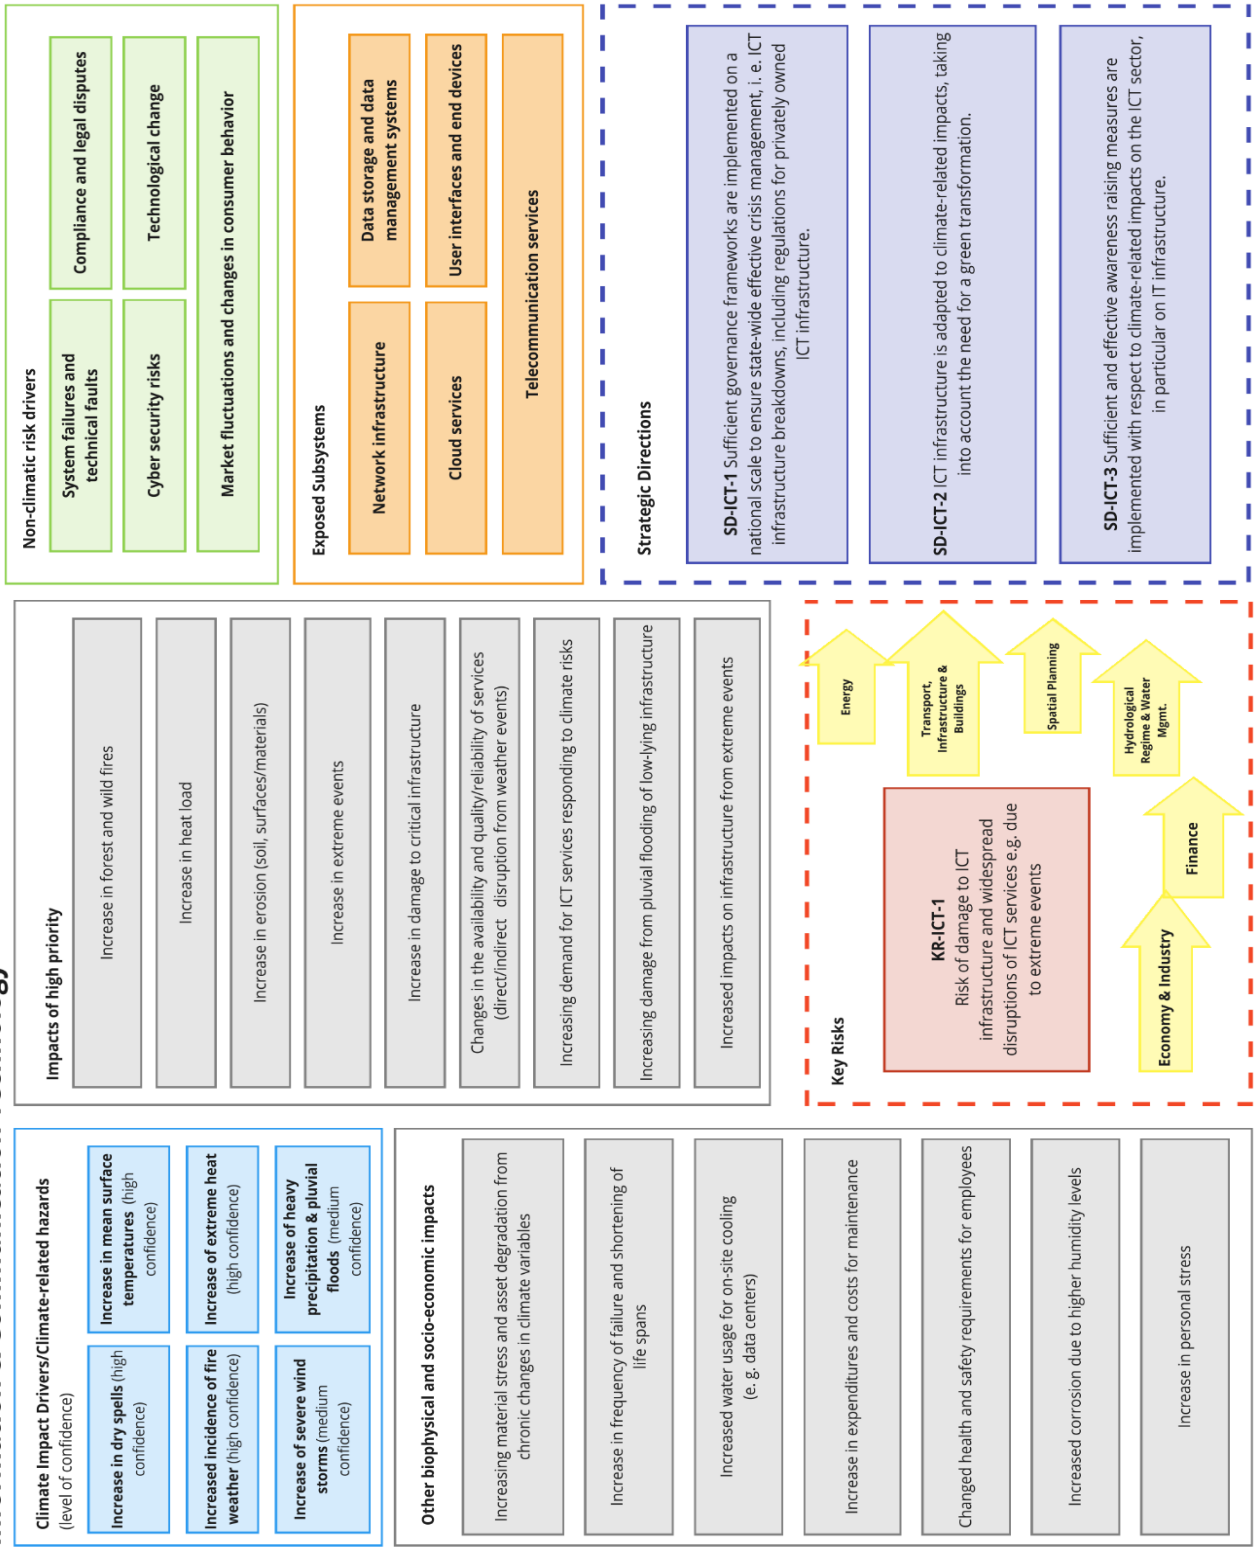 Information & Communication Technology
Climate Impact Drivers/Climate-related hazards
(level of confidence)
Increase in dry spells (high
confidence)
Increase in mean surface
temperatures (high
confidence)
Increased incidence of fire
weather (high confidence)
Increase of extreme heat
(high confidence)
Increase of severe wind
storms (medium
confidence)
Increase of heavy
precipitation & pluvial
floods (medium
confidence)
Other biophysical and socio-economic impacts
Increasing material stress and asset degradation from
chronic changes in climate variables
Increase in frequency of failure and shortening of
life spans
Increased water usage for on-site cooling
(e. g. data centers)
Increase in expenditures and costs for maintenance
Changed health and safety requirements for employees
Increased corrosion due to higher humidity levels
Increase in personal stress
Impacts of high priority
Increase in forest and wild fires
Increase in heat load
Increase in erosion (soil, surfaces/materials)
Increase in extreme events
Increase in damage to critical infrastructure
Changes in the availability and quality/reliability of services
(direct/indirect disruption from weather events)
Increasing demand for ICT services responding to climate risks
Increasing damage from pluvial flooding of low-lying infrastructure
Increased impacts on infrastructure from extreme events
Key Risks
KR-ICT-1
Risk of damage to ICT
infrastructure and widespread
disruptions of ICT services e.g. due
to extreme events
Energy
Transport,
Infrastructure &
Buildings
Spatial Planning
Hydrological
Regime & Water
Mgmt.
Finance
Economy & Industry
Non-climatic risk drivers
System failures and
technical faults
Compliance and legal disputes
Cyber security risks
Technological change
Market fluctuations and changes in consumer behavior
Exposed Subsystems
Network infrastructure
Data storage and data
management systems
Cloud services
User interfaces and end devices
Telecommunication services
Strategic Directions
SD-ICT-1 Sufficient governance frameworks are implemented on a
national scale to ensure state-wide effective crisis management, i. e. ICT
infrastructure breakdowns, including regulations for privately owned
ICT infrastructure.
SD-ICT-2 ICT infrastructure is adapted to climate-related impacts, taking
into account the need for a green transformation.
SD-ICT-3 Sufficient and effective awareness raising measures are
implemented with respect to climate-related impacts on the ICT sector,
in particular on IT infrastructure.